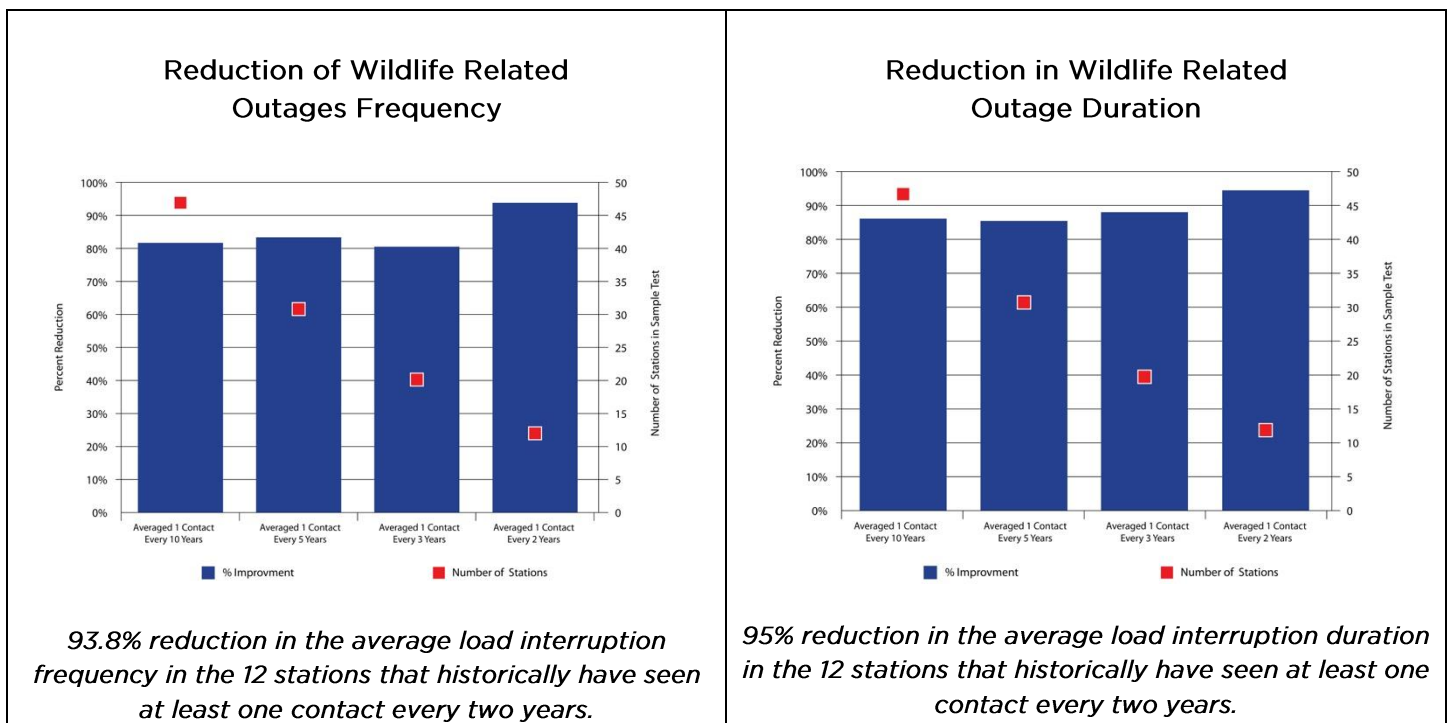 Reduction of Wildlife Related
Outages Frequency
100%
90%
80%
70%
60%
50%
40%
30%
20%
10%
0%
Percent Reduction
50
45
40
35
30
25
20
15
10
5
0
Number of Stations in Sample Test
Averaged 1 Contact
Every 10 Years
Averaged 1 Contact
Every 5 Years
Averaged 1 Contact
Every 3 Years
Averaged 1 Contact
Every 2 Years
% Improvment
Number of Stations
93.8% reduction in the average load interruption
frequency in the 12 stations that historically have seen
at least one contact every two years.
Reduction in Wildlife Related
Outage Duration
100%
90%
80%
70%
60%
50%
40%
30%
20%
10%
0%
Percent Reduction
50
45
40
35
30
25
20
15
10
5
0
Number of Stations in Sample Test
Averaged 1 Contact
Every 10 Years
Averaged 1 Contact
Every 5 Years
Averaged 1 Contact
Every 3 Years
Averaged 1 Contact
Every 2 Years
% Improvment
Number of Stations
95% reduction in the average load interruption duration
in the 12 stations that historically have seen at least one
contact every two years.